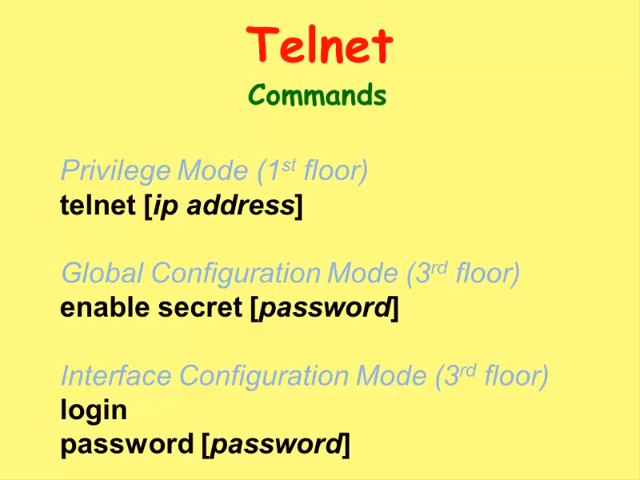 Telnet
Commands
Privilege Mode (1st floor)
telnet [ip address]
Global Configuration Mode (3rd floor)
enable secret [password]
Interface Configuration Mode (3rd floor)
login
password [password]